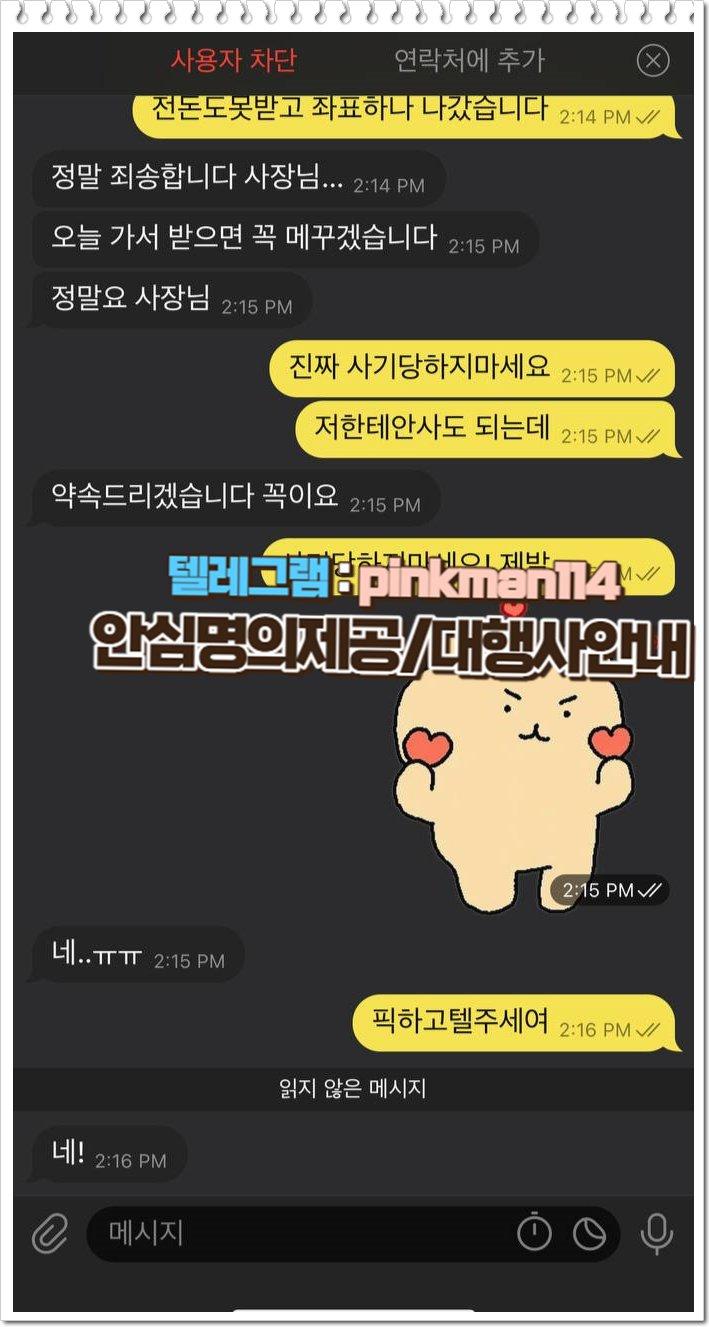 사용자 차단
연락처에 추가
전돈도못받고 좌표하나 나갔습니다 2:14 PM
정말 죄송합니다 사장님... 2:14 PM
오늘 가서 받으면 꼭 메꾸겠습니다 2:15 PM
정말요 사장님 2:15 PM
진짜 사기당하지마세요 2:15 PM
저한테안사도 되는데 2:15 PM
약속드리겠습니다 꼭이요 2:15 PM
텔레그램 : pinkman114
안심명의제공/대행사안내
2:15 PM
네..ㅠㅠ 2:15 PM
픽하고텔주세여 2:16 PM
읽지 않은 메시지
네! 2:16 PM
메시지